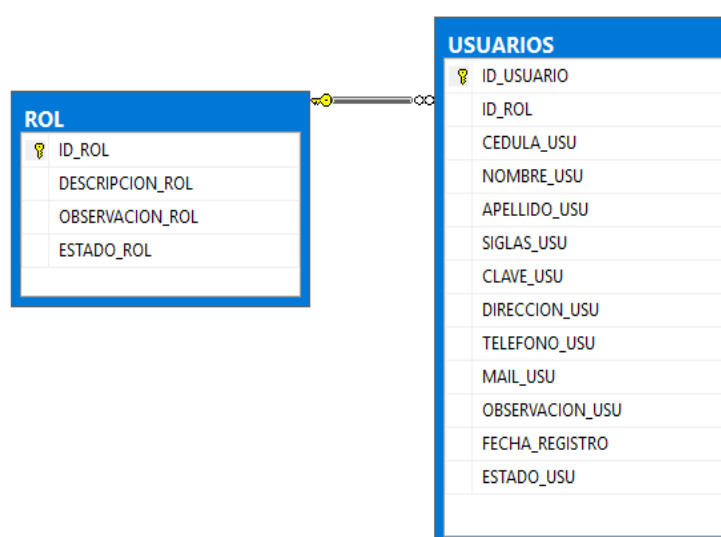 ROL
ID_ROL
DESCRIPCION_ROL
OBSERVACION_ROL
ESTADO_ROL
USUARIOS
ID_USUARIO
ID_ROL
CEDULA_USU
NOMBRE_USU
APELLIDO_USU
SIGLAS_USU
CLAVE_USU
DIRECCION_USU
TELEFONO_USU
MAIL_USU
OBSERVACION_USU
FECHA_REGISTRO
ESTADO_USU